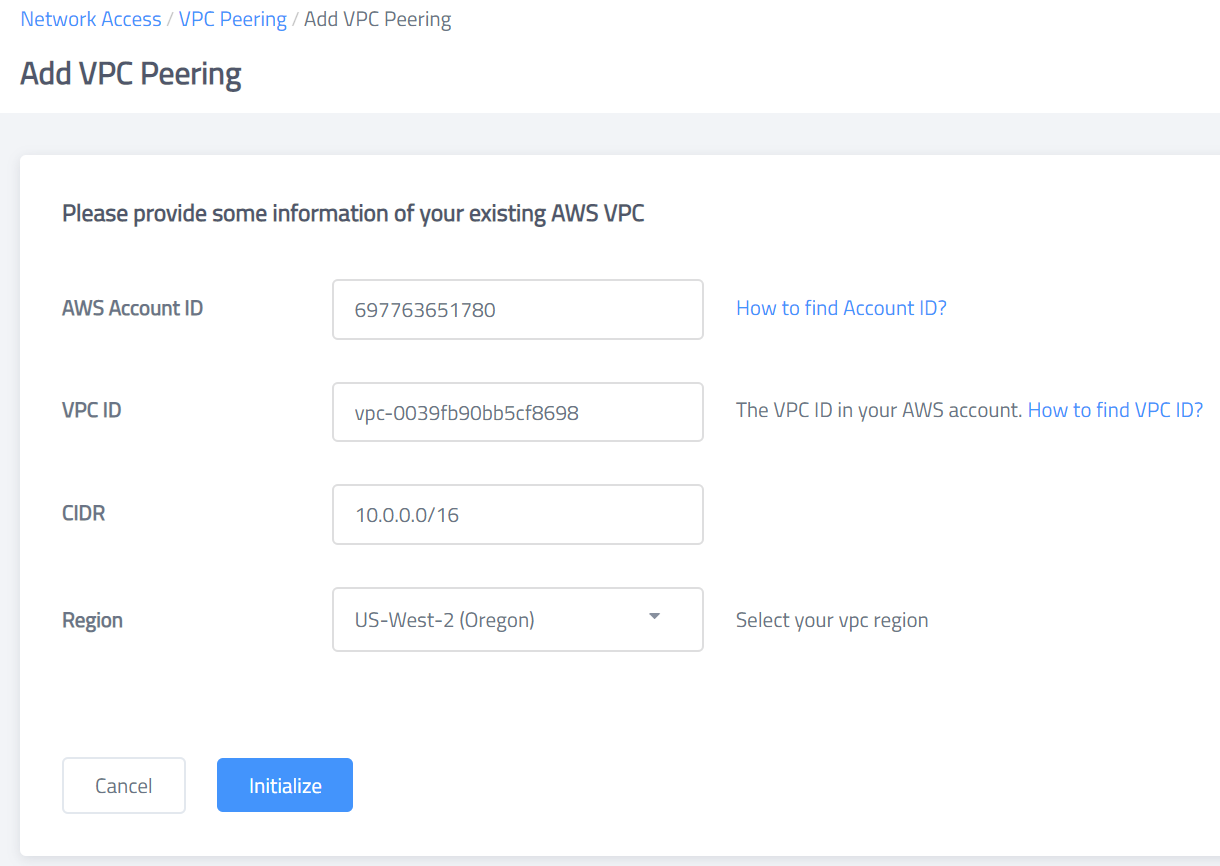 Network Access / VPC Peering / Add VPC Peering
Add VPC Peering
Please provide some information of your existing AWS VPC
AWS Account ID
697763651780
How to find Account ID?
VPC ID
vpc-0039fb90bb5cf8698
The VPC ID in your AWS account. How to find VPC ID?
CIDR
10.0.0.0/16
Region
US-West-2 (Oregon)
Select your vpc region
Cancel
Initialize